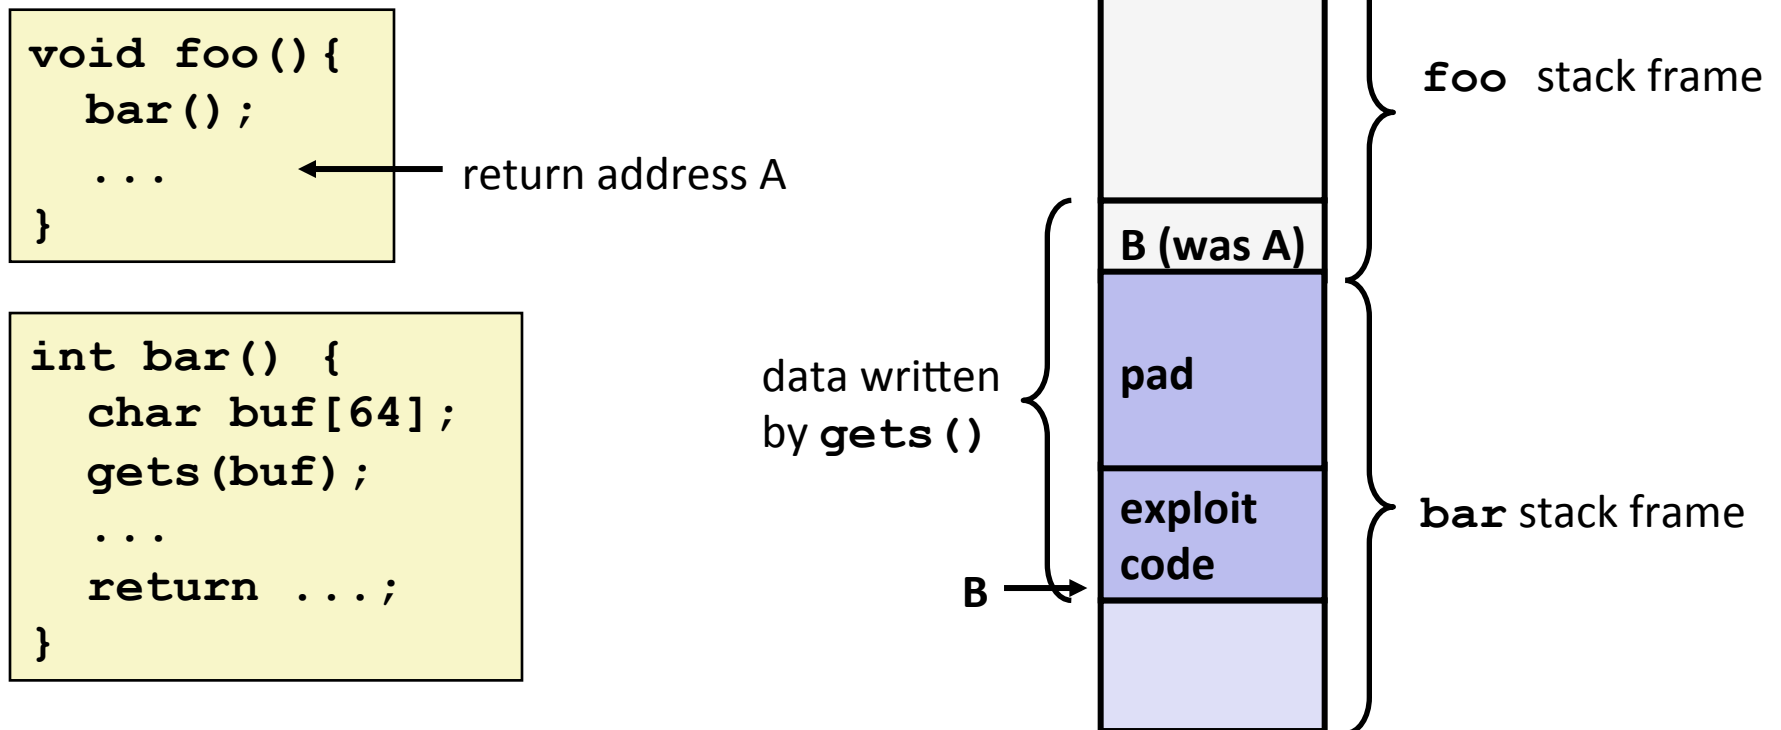 void foo(){
bar();
...
}
return address A
int bar() {
char buf[64];
gets(buf);
...
return ...;
}
foo stack frame
B (was A)
data written
by gets()
pad
exploit
code
B
bar stack frame